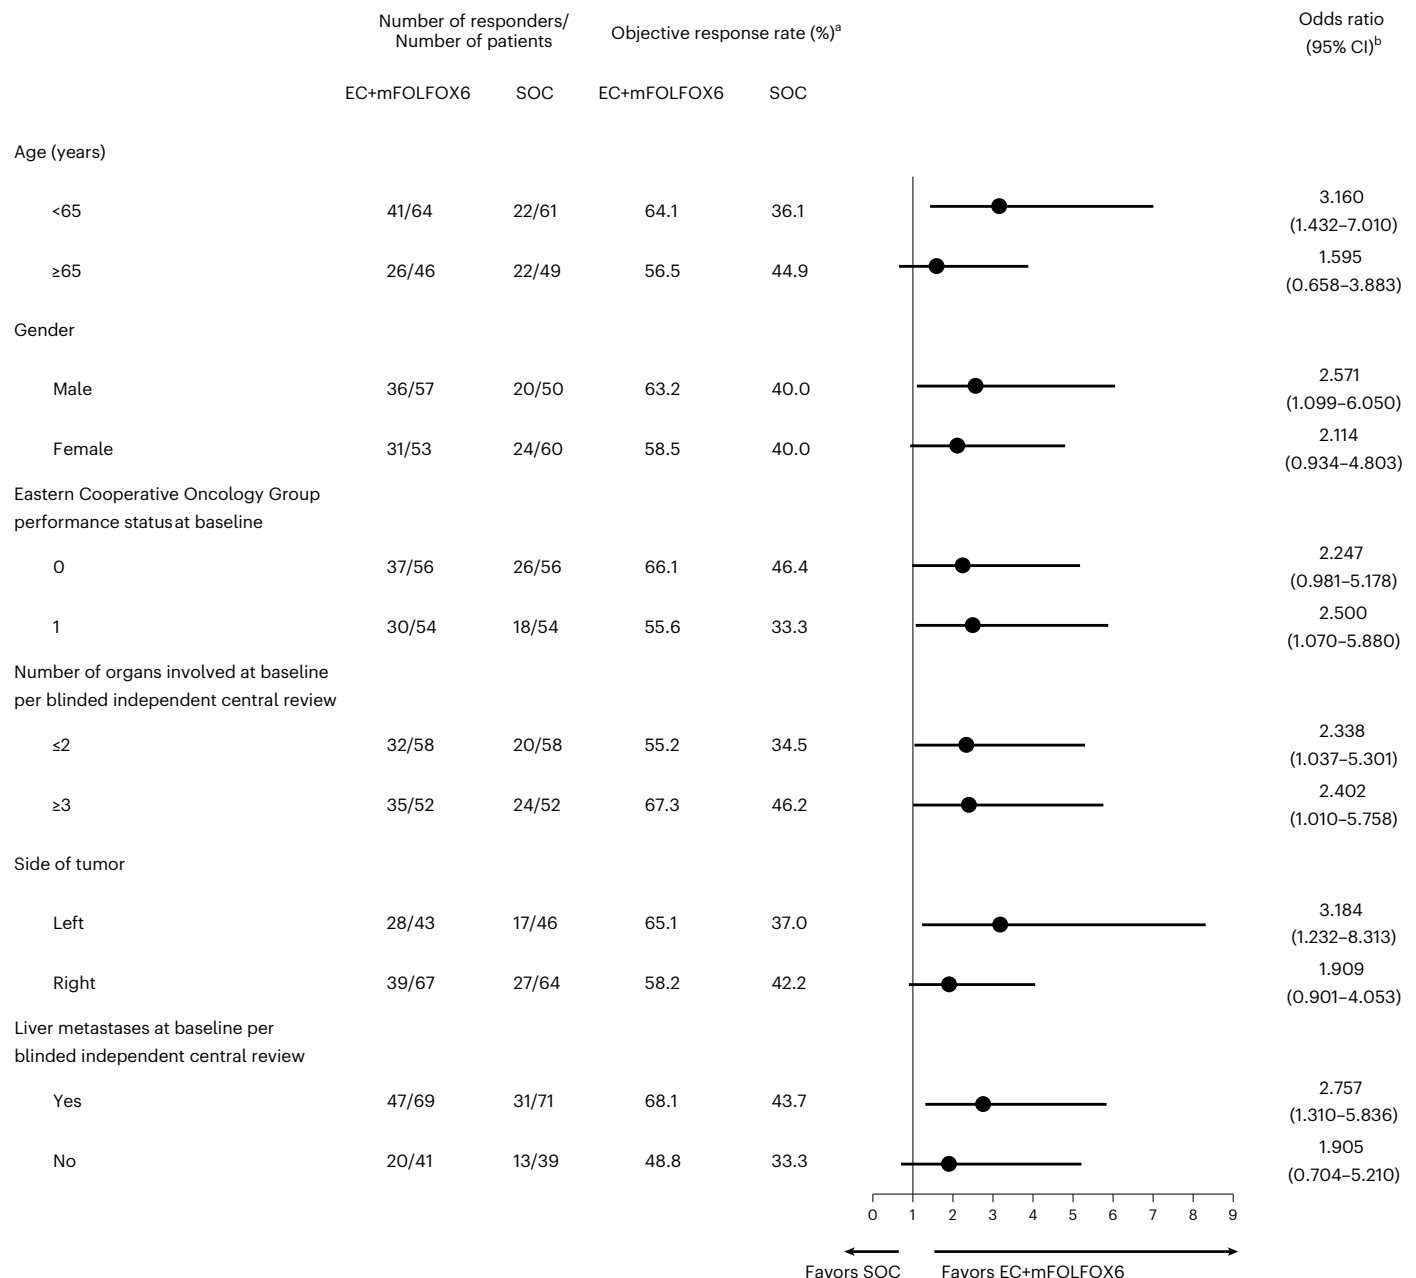 Number of responders/
Number of patients
Objective response rate (%)a
Odds ratio
(95% CI)b
EC+mFOLFOX6 SOC EC+mFOLFOX6 SOC
Age (years)
<65 41/64 22/61 64.1 36.1 3.160
(1.432–7.010)
≥65 26/46 22/49 56.5 44.9 1.595
(0.658–3.883)
Gender
Male 36/57 20/50 63.2 40.0 2.571
(1.099–6.050)
Female 31/53 24/60 58.5 40.0 2.114
(0.934–4.803)
Eastern Cooperative Oncology Group
performance status at baseline
0 37/56 26/56 66.1 46.4 2.247
(0.981–5.178)
1 30/54 18/54 55.6 33.3 2.500
(1.070–5.880)
Number of organs involved at baseline
per blinded independent central review
≤2 32/58 20/58 55.2 34.5 2.338
(1.037–5.301)
≥3 35/52 24/52 67.3 46.2 2.402
(1.010–5.758)
Side of tumor
Left 28/43 17/46 65.1 37.0 3.184
(1.232–8.313)
Right 39/67 27/64 58.2 42.2 1.909
(0.901–4.053)
Liver metastases at baseline per
blinded independent central review
Yes 47/69 31/71 68.1 43.7 2.757
(1.310–5.836)
No 20/41 13/39 48.8 33.3 1.905
(0.704–5.210)
0 1 2 3 4 5 6 7 8 9
Favors SOC Favors EC+mFOLFOX6